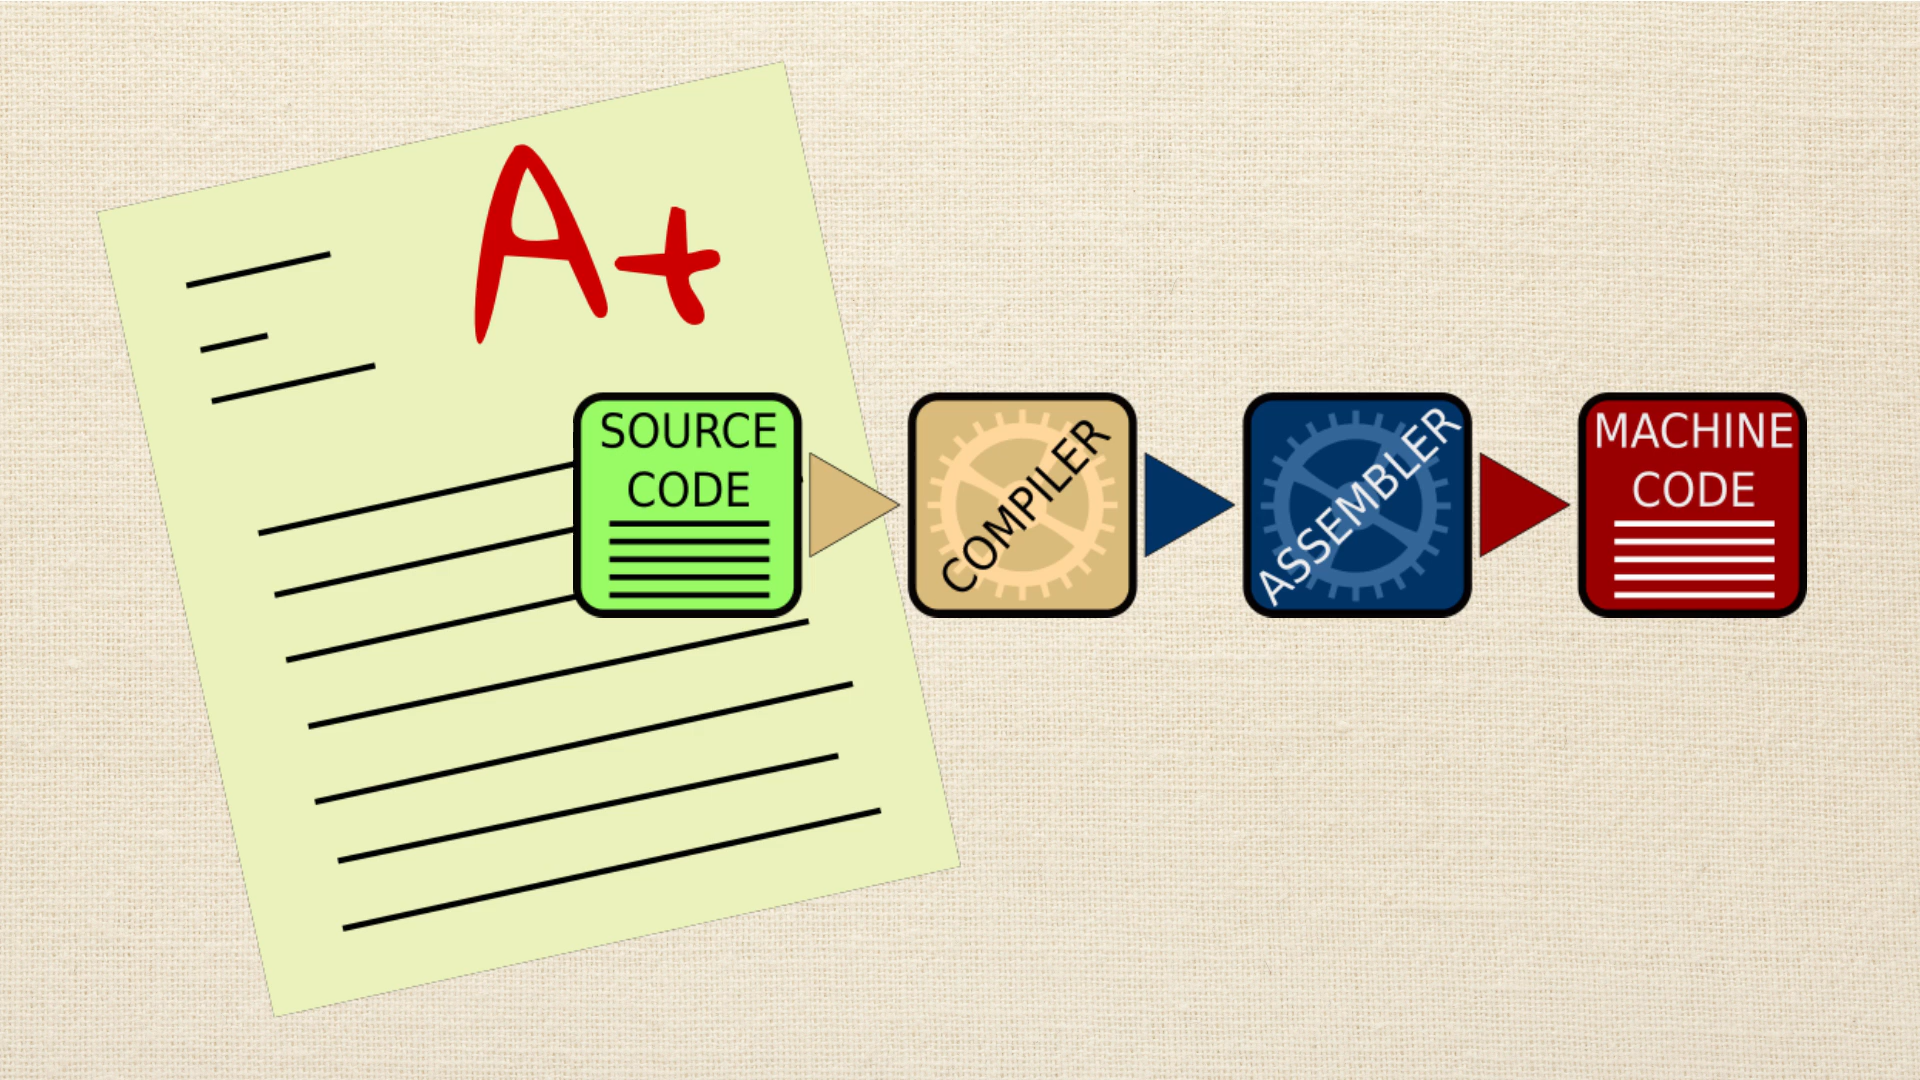 A+
SOURCE
CODE
COMPILER
ASSEMBLER
MACHINE
CODE